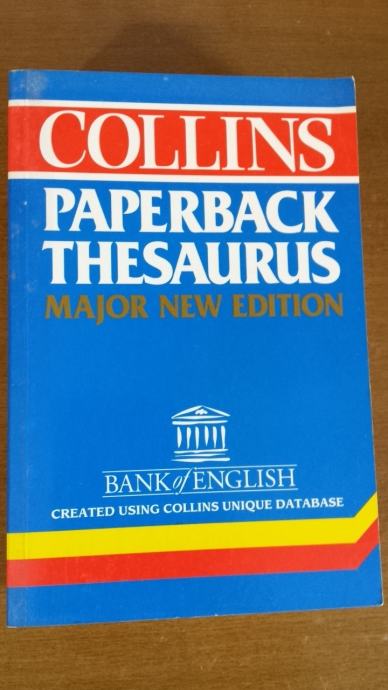 COLLINS
PAPERBACK
THESAURUS
MAJOR NEW EDITION
BANK of ENGLISH
CREATED USING COLLINS UNIQUE DATABASE